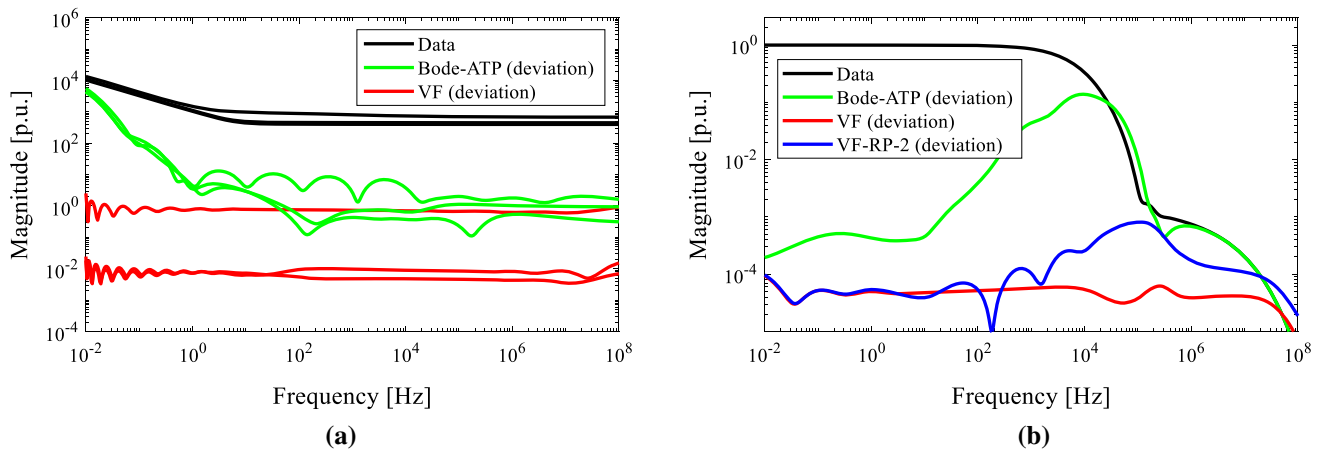 Magnitude [p.u.]
10^6
10^4
10^2
10^0
10^-2
10^-4
Data
Bode-ATP (deviation)
VF (deviation)
10^-2
10^0
10^2
10^4
10^6
10^8
Frequency [Hz]
(a)
Magnitude [p.u.]
10^0
10^-2
10^-4
Data
Bode-ATP (deviation)
VF (deviation)
VF-RP-2 (deviation)
10^-2
10^0
10^2
10^4
10^6
10^8
Frequency [Hz]
(b)